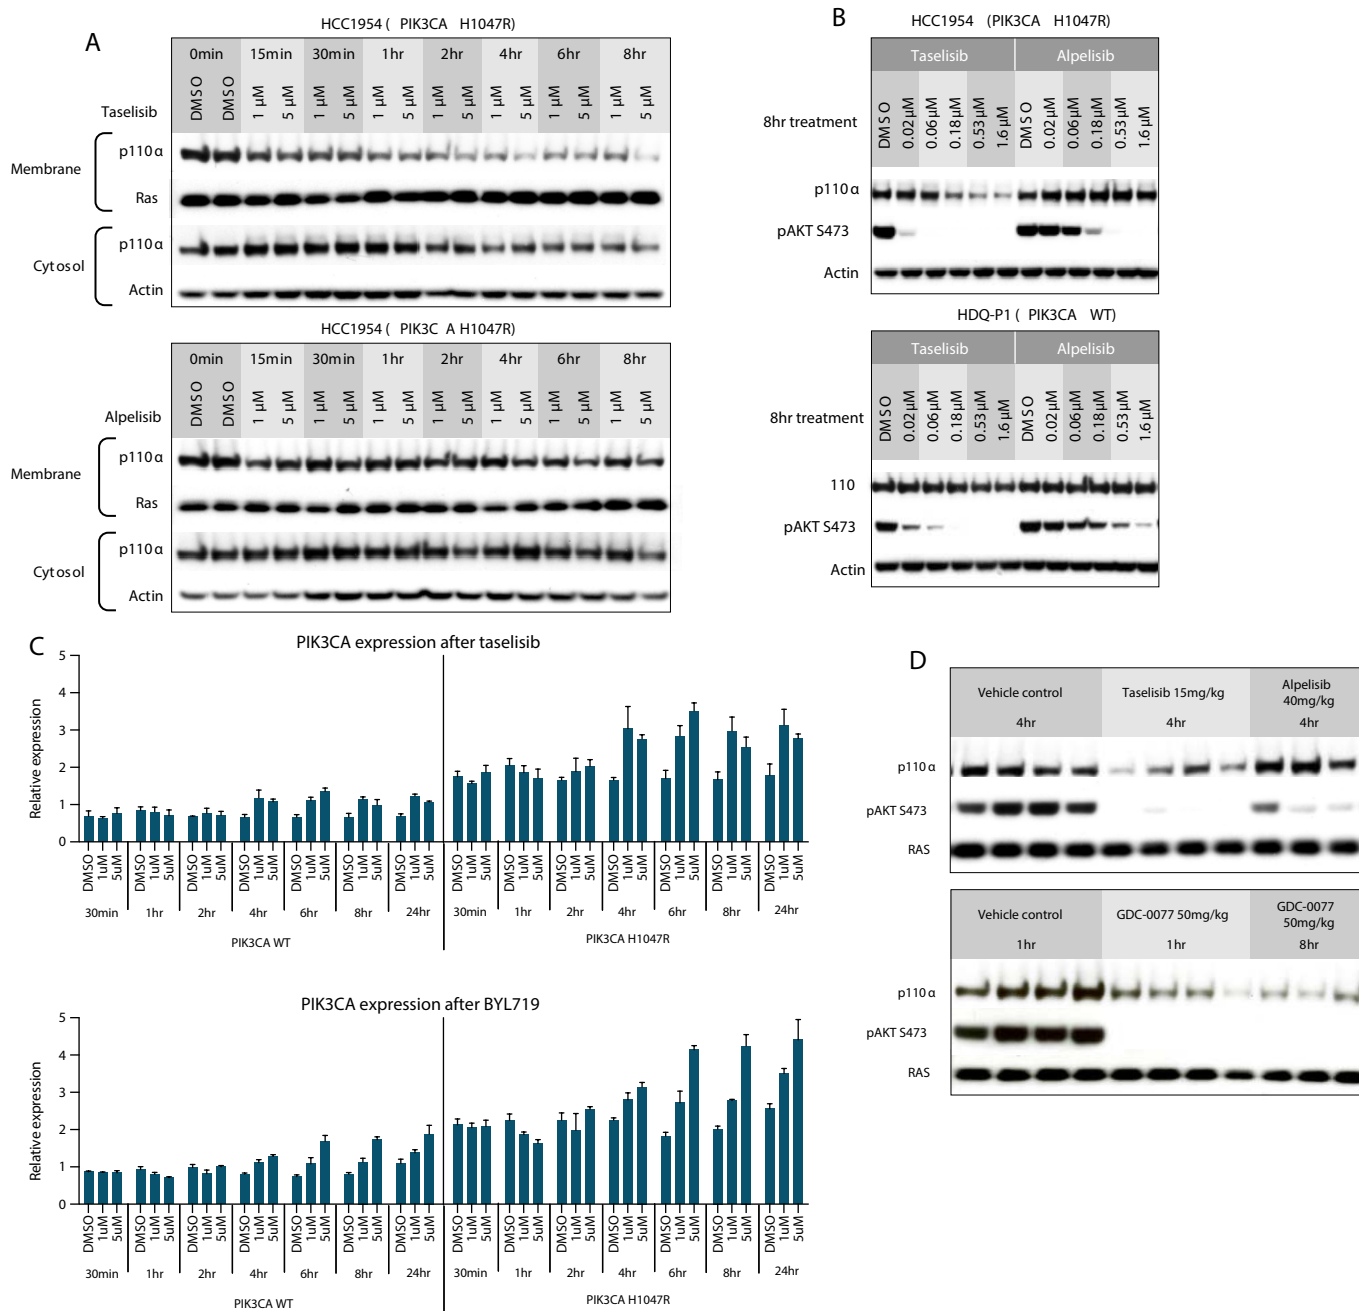 A
HCC1954 ( PIK3CA H1047R)
0min 15min 30min 1hr 2hr 4hr 6hr 8hr
Taselisib DMSO DMSO 1 µM 5 µM 1 µM 5 µM 1 µM 5 µM 1 µM 5 µM 1 µM 5 µM 1 µM 5 µM 1 µM 5 µM
Membrane
p110α
Ras
Cytosol
p110α
Actin
HCC1954 ( PIK3C A H1047R)
0min 15min 30min 1hr 2hr 4hr 6hr 8hr
Alpelisib DMSO DMSO 1 µM 5 µM 1 µM 5 µM 1 µM 5 µM 1 µM 5 µM 1 µM 5 µM 1 µM 5 µM 1 µM 5 µM
Membrane
p110α
Ras
Cytosol
p110α
Actin
B
HCC1954 (PIK3CA H1047R)
Taselisib Alpelisib
8hr treatment DMSO 0.02µM 0.06µM 0.18µM 0.53µM 1.6µM DMSO 0.02µM 0.06µM 0.18µM 0.53µM 1.6µM
p110α
pAKT S473
Actin
HDQ-P1 ( PIK3CA WT)
Taselisib Alpelisib
8hr treatment DMSO 0.02µM 0.06µM 0.18µM 0.53µM 1.6µM DMSO 0.02µM 0.06µM 0.18µM 0.53µM 1.6µM
110
pAKT S473
Actin
C
PIK3CA expression after taselisib
Relative expression
5
4
3
2
1
0
DMSO 1uM 5uM DMSO 1uM 5uM DMSO 1uM 5uM DMSO 1uM 5uM DMSO 1uM 5uM DMSO 1uM 5uM DMSO 1uM 5uM DMSO 1uM 5uM DMSO 1uM 5uM DMSO 1uM 5uM DMSO 1uM 5uM DMSO 1uM 5uM DMSO 1uM 5uM DMSO 1uM 5uM
30min 1hr 2hr 4hr 6hr 8hr 24hr 30min 1hr 2hr 4hr 6hr 8hr 24hr
PIK3CA WT PIK3CA H1047R
PIK3CA expression after BYL719
Relative expression
5
4
3
2
1
0
DMSO 1uM 5uM DMSO 1uM 5uM DMSO 1uM 5uM DMSO 1uM 5uM DMSO 1uM 5uM DMSO 1uM 5uM DMSO 1uM 5uM DMSO 1uM 5uM DMSO 1uM 5uM DMSO 1uM 5uM DMSO 1uM 5uM DMSO 1uM 5uM DMSO 1uM 5uM DMSO 1uM 5uM
30min 1hr 2hr 4hr 6hr 8hr 24hr 30min 1hr 2hr 4hr 6hr 8hr 24hr
PIK3CA WT PIK3CA H1047R
D
Vehicle control Taselisib 15mg/kg Alpelisib
40mg/kg
4hr 4hr 4hr
p110α
pAKT S473
RAS
Vehicle control GDC-0077 50mg/kg GDC-0077
50mg/kg
1hr 1hr 8hr
p110α
pAKT S473
RAS